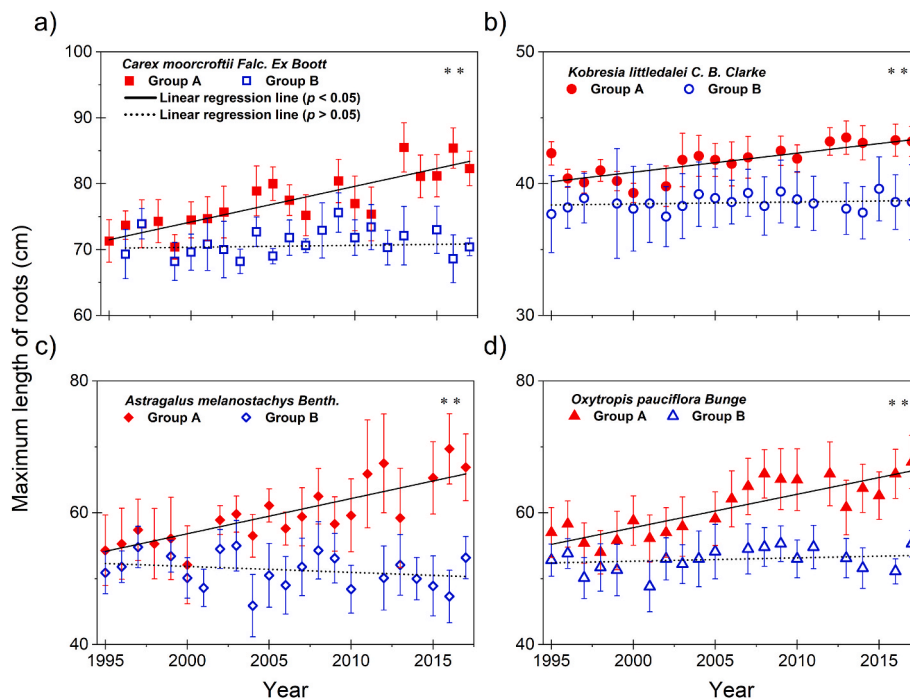 a)
100
90
80
70
60
Carex moorcroftii Falc. Ex Boott
Group A Group B
Linear regression line (p < 0.05)
Linear regression line (p > 0.05)
**
b)
50
40
30
Kobresia littledalei C. B. Clarke
Group A Group B
**
Maximum length of roots (cm)
c)
80
60
40
Astragalus melanostachys Benth.
Group A Group B
**
1995 2000 2005 2010 2015
Year
d)
80
60
40
Oxytropis pauciflora Bunge
Group A Group B
**
1995 2000 2005 2010 2015
Year